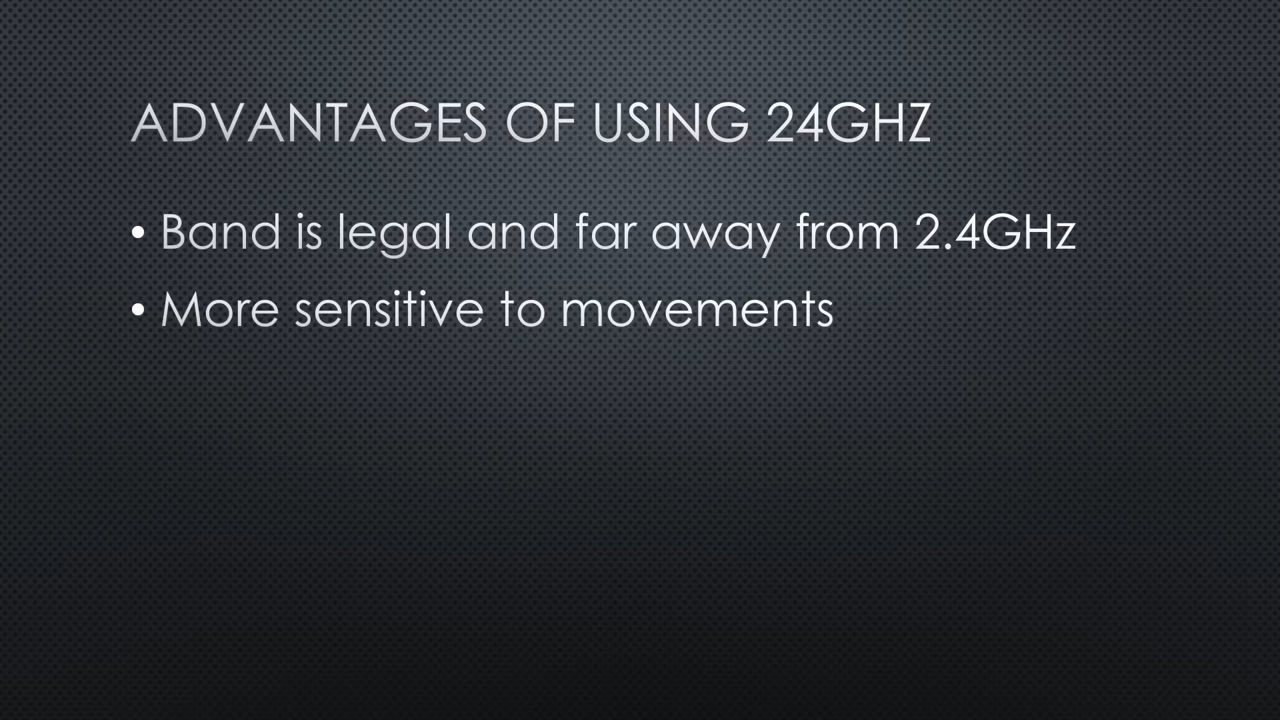 ADVANTAGES OF USING 24GHZ
• Band is legal and far away from 2.4GHz
• More sensitive to movements